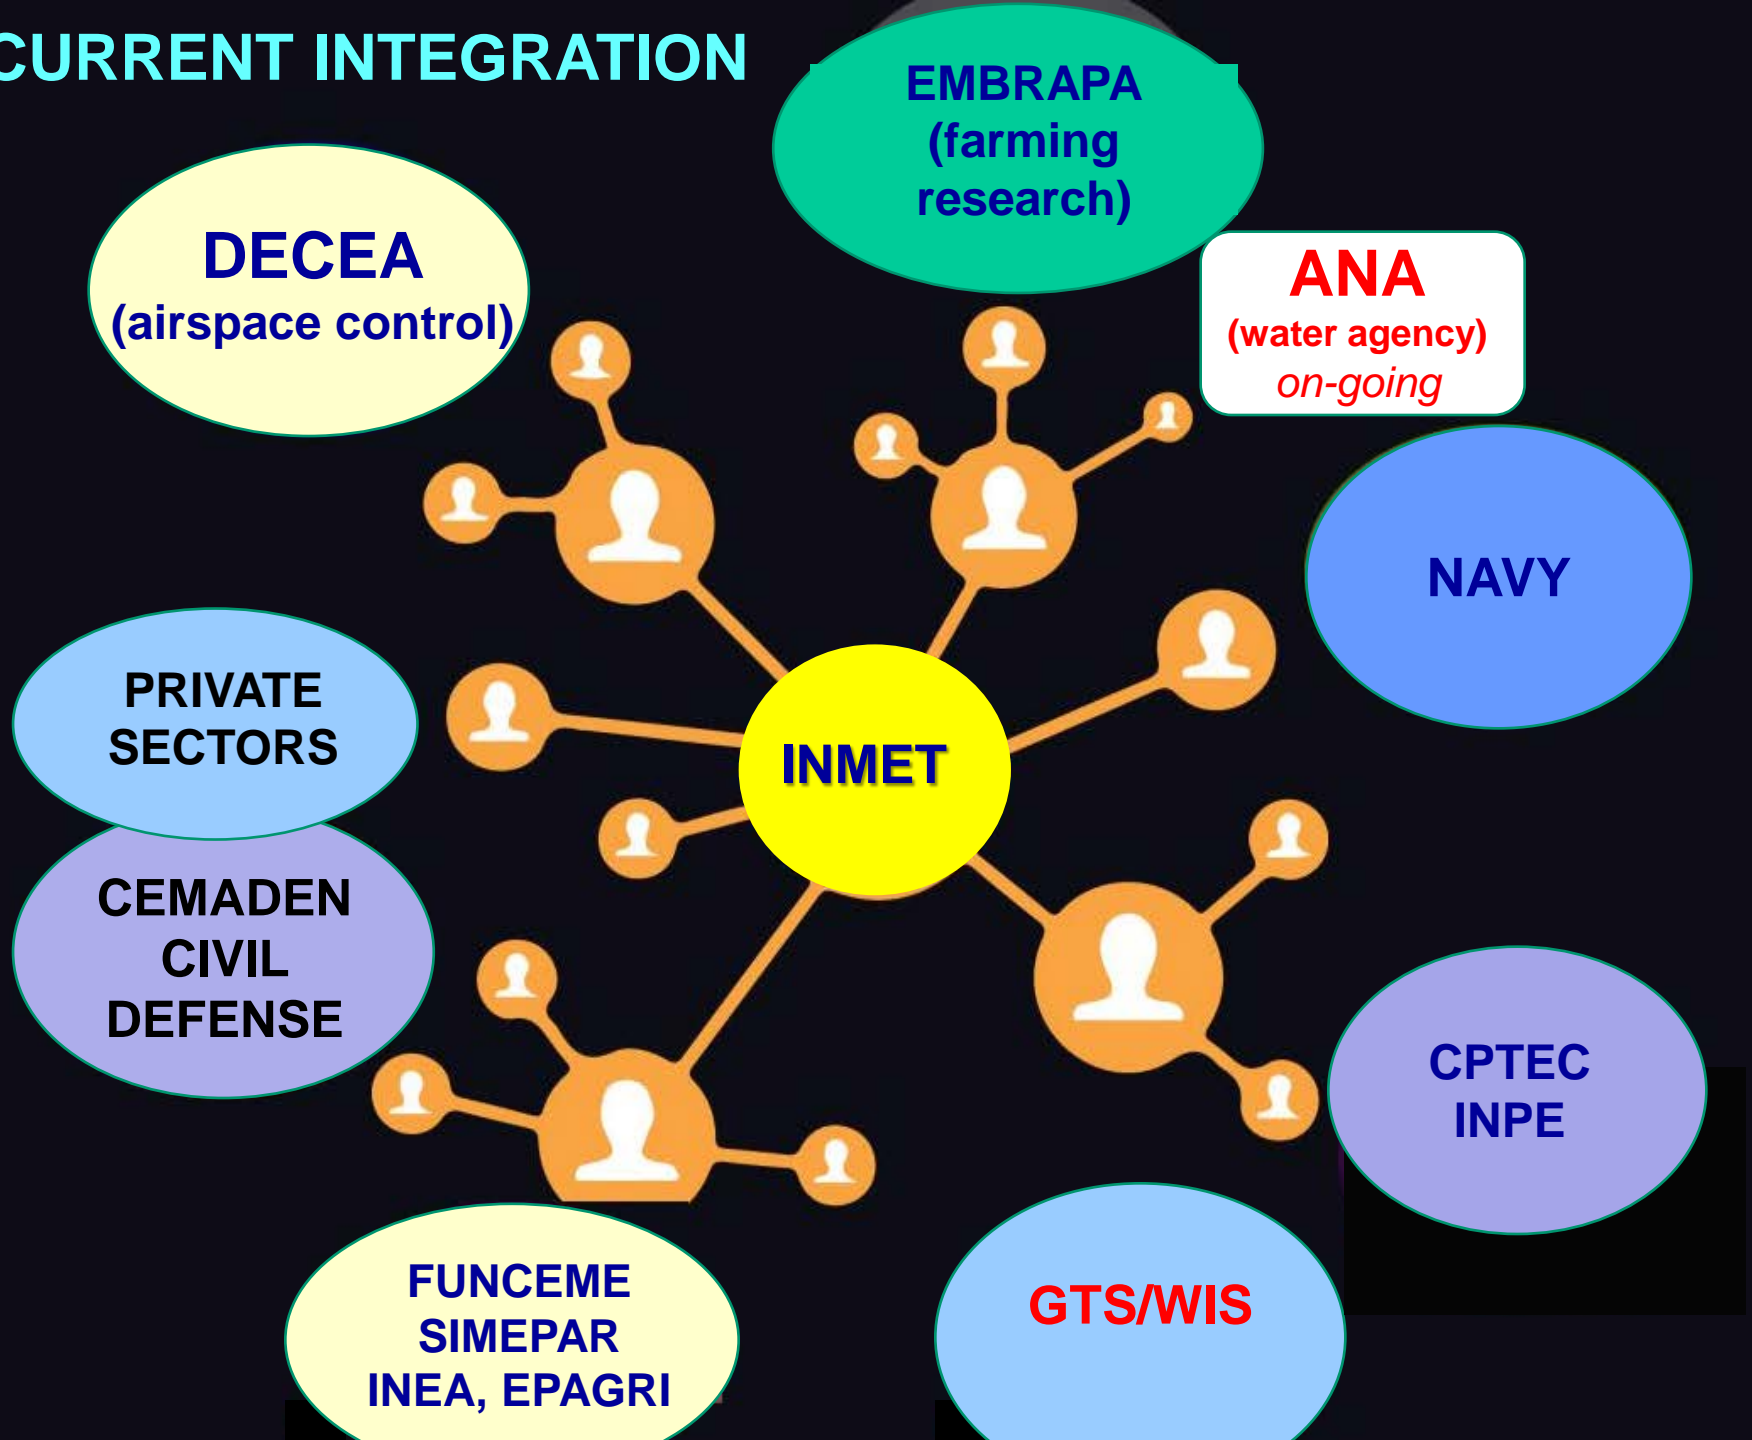 CURRENT INTEGRATION
EMBRAPA
(farming
research)
DECEA
(airspace control)
ANA
(water agency)
on-going
NAVY
PRIVATE
SECTORS
INMET
CEMADEN
CIVIL
DEFENSE
CPTEC
INPE
FUNCEME
SIMEPAR
INEA, EPAGRI
GTS/WIS